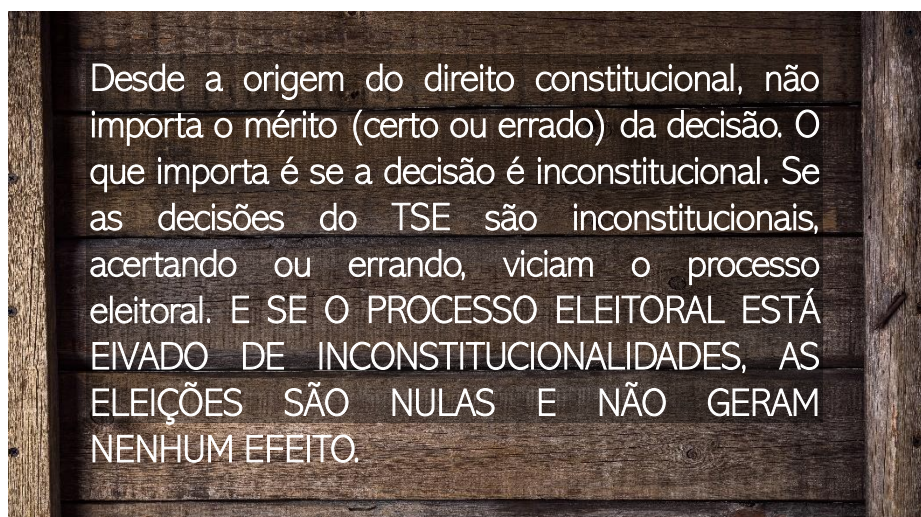 Desde a origem do direito constitucional, não
importa o mérito (certo ou errado) da decisão. O
que importa é se a decisão é inconstitucional. Se
as decisões do TSE são inconstitucionais,
acertando ou errando, viciam o processo
eleitoral. E SE O PROCESSO ELEITORAL ESTÁ
EIVADO DE INCONSTITUCIONALIDADES, AS
ELEIÇÕES SÃO NULAS E NÃO GERAM
NENHUM EFEITO.